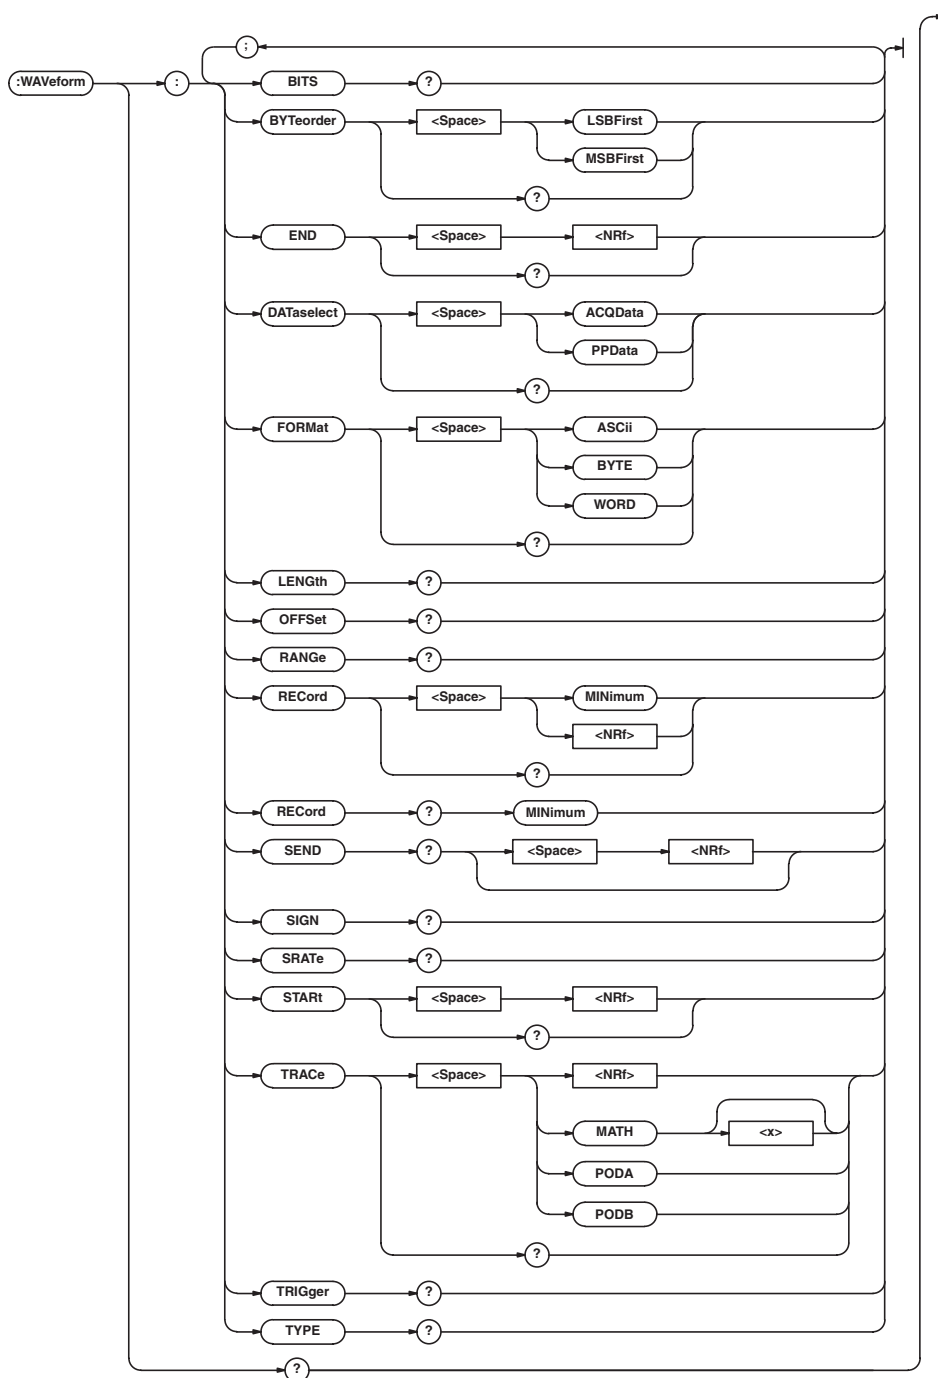 ;
:WAVeform : BITS ?
BYTeorder <Space> LSBFirst
MSBFirst
?
END <Space> <NRf>
?
DATaselect <Space> ACQData
PPData
?
FORMat <Space> ASCii
BYTE
WORD
?
LENGth ?
OFFSet ?
RANGe ?
RECord <Space> MINimum
<NRf>
?
RECord ? MINimum
SEND ? <Space> <NRf>
SIGN ?
SRATe ?
STARt <Space> <NRf>
?
TRACe <Space> <NRf>
MATH <x>
PODA
PODB
?
TRIGger ?
TYPE ?
?